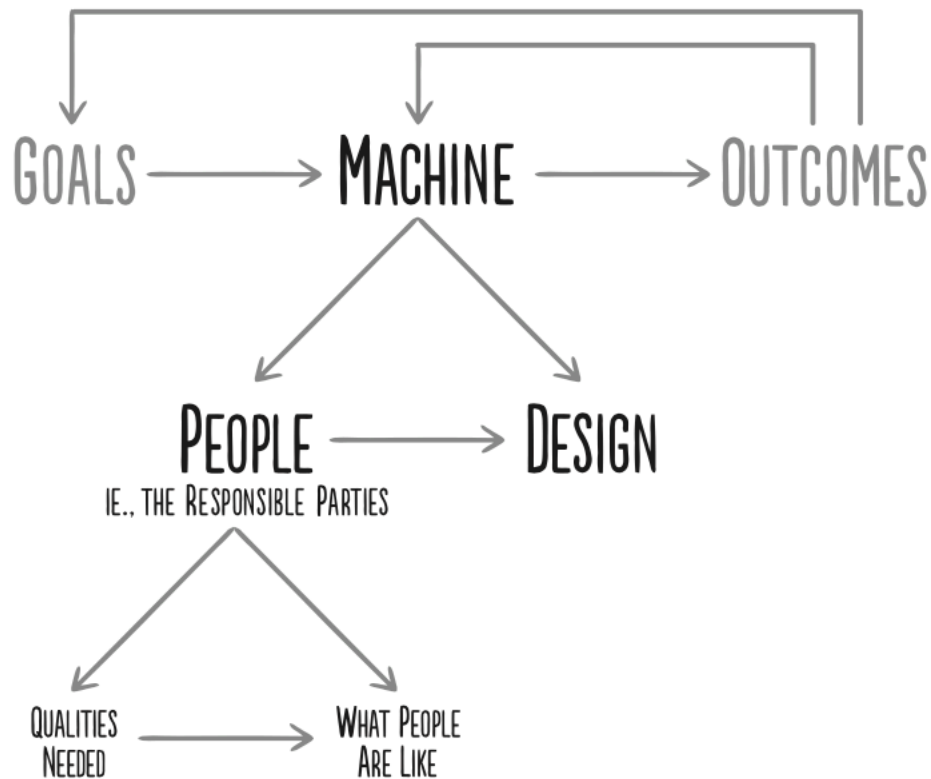 GOALS
MACHINE
OUTCOMES
PEOPLE
DESIGN
IE., THE RESPONSIBLE PARTIES
QUALITIES
NEEDED
WHAT PEOPLE
ARE LIKE